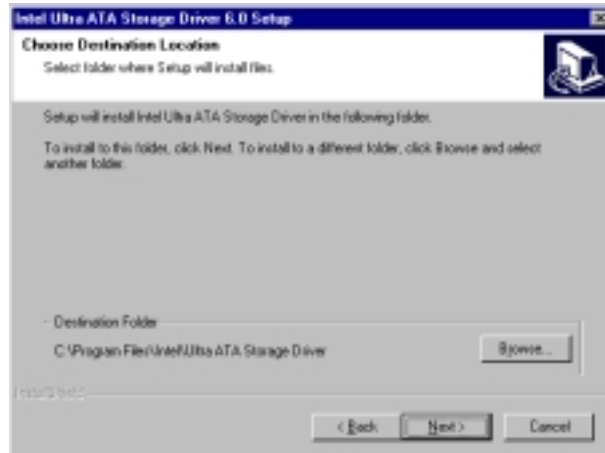 Intel Ultra ATA Storage Driver 6.0 Setup
Choose Destination Location
Select folder where Setup will install files.
Setup will install Intel Ultra ATA Storage Driver in the following folder.
To install to this folder, click Next. To install to a different folder, click Browse and select
another folder.
Destination Folder
C:\Program Files\Intel\Ultra ATA Storage Driver
Browse...
InstallShield
< Back
Next >
Cancel